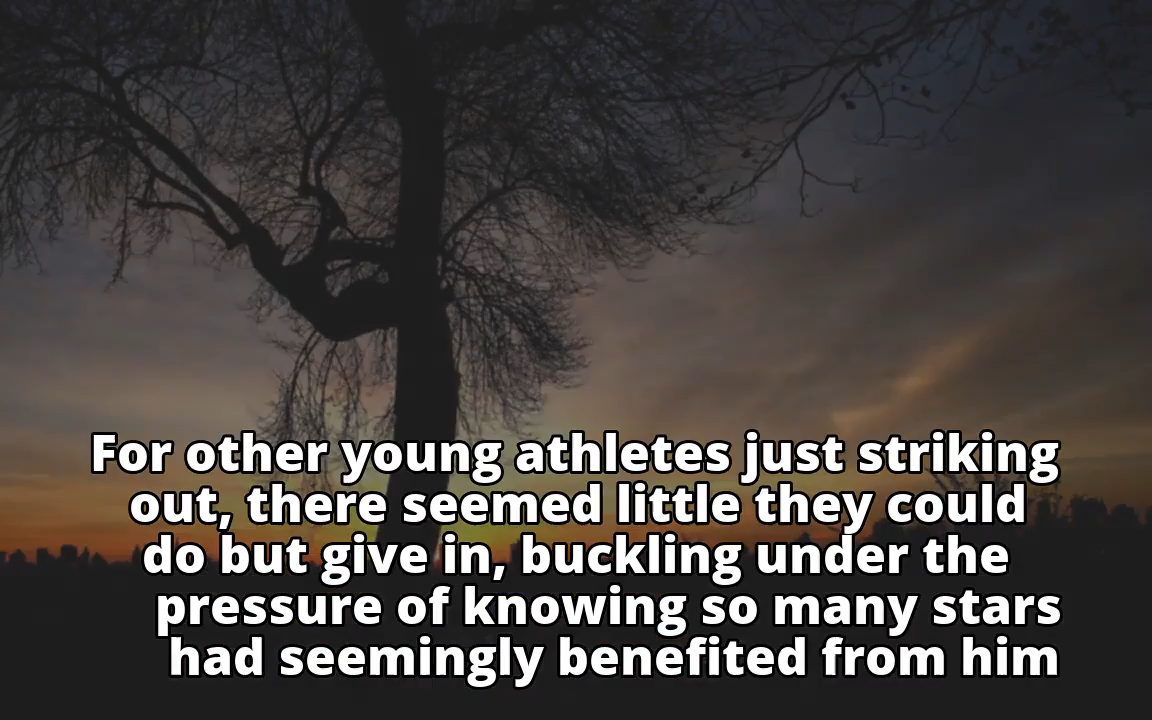 For other young athletes just striking
out, there seemed little they could
do but give in, buckling under the
pressure of knowing so many stars
had seemingly benefited from him